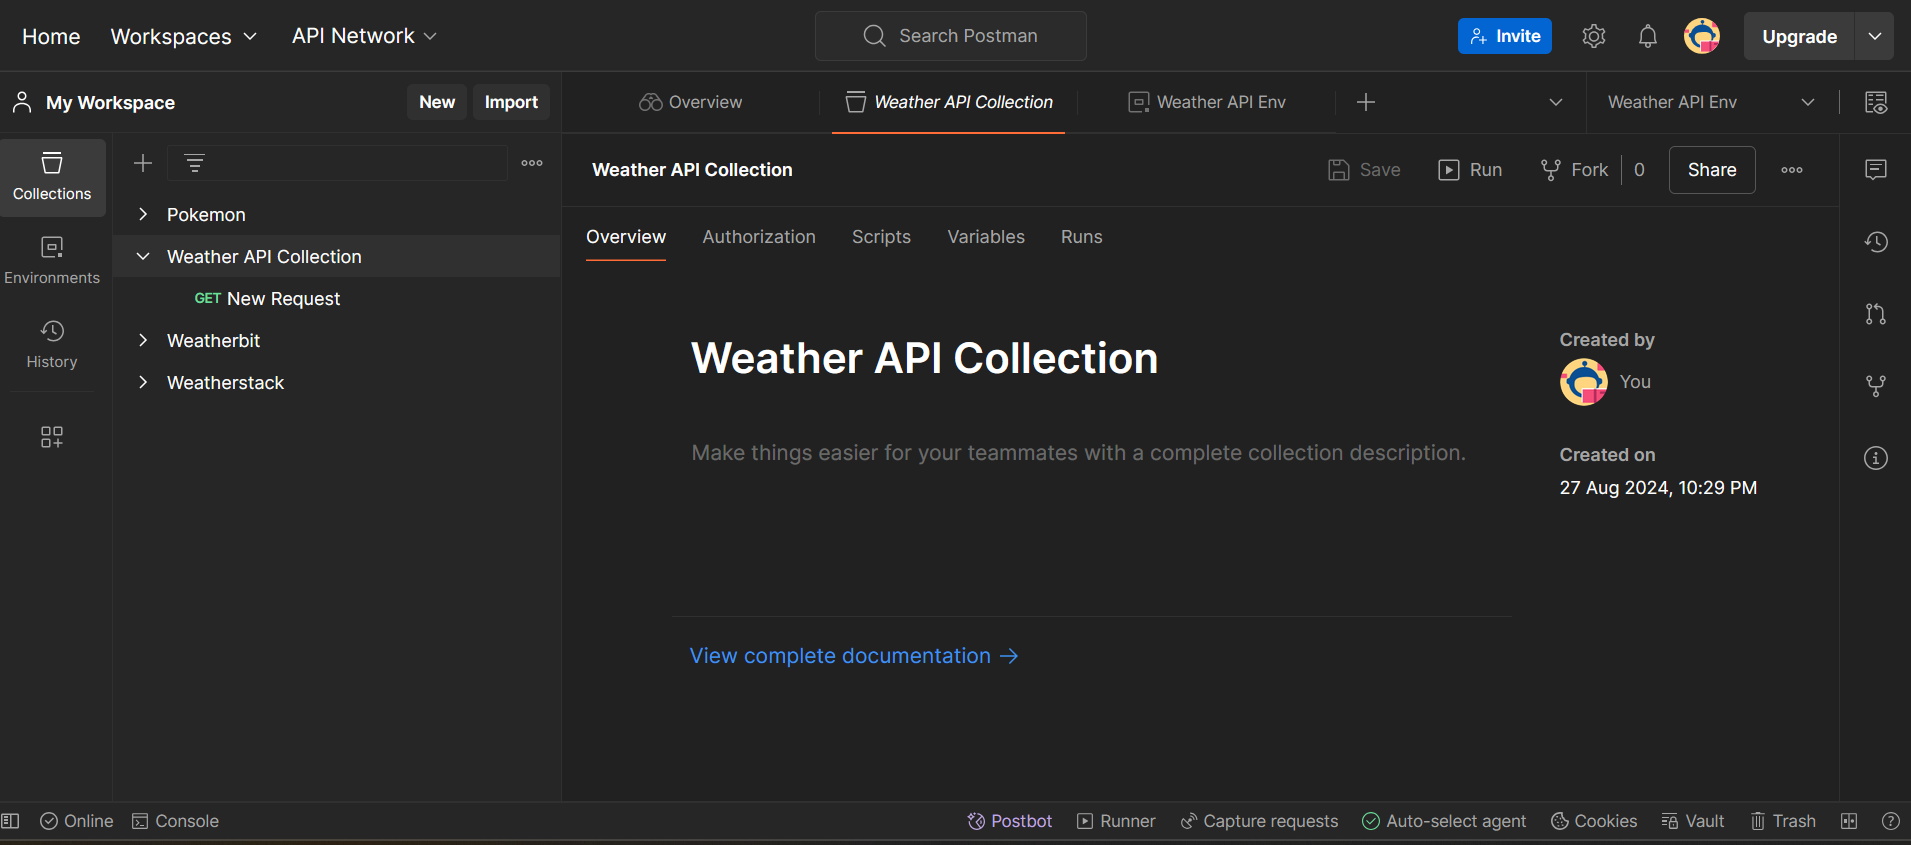 Home Workspaces API Network Search Postman Invite Upgrade
My Workspace New Import Overview Weather API Collection Weather API Env Weather API Env
Collections
Environments
History
Pokemon
Weather API Collection
GET New Request
Weatherbit
Weatherstack
Weather API Collection Save Run Fork 0 Share
Overview Authorization Scripts Variables Runs
Weather API Collection
Make things easier for your teammates with a complete collection description.
View complete documentation →
Created by
You
Created on
27 Aug 2024, 10:29 PM
Online Console Postbot Runner Capture requests Auto-select agent Cookies Vault Trash